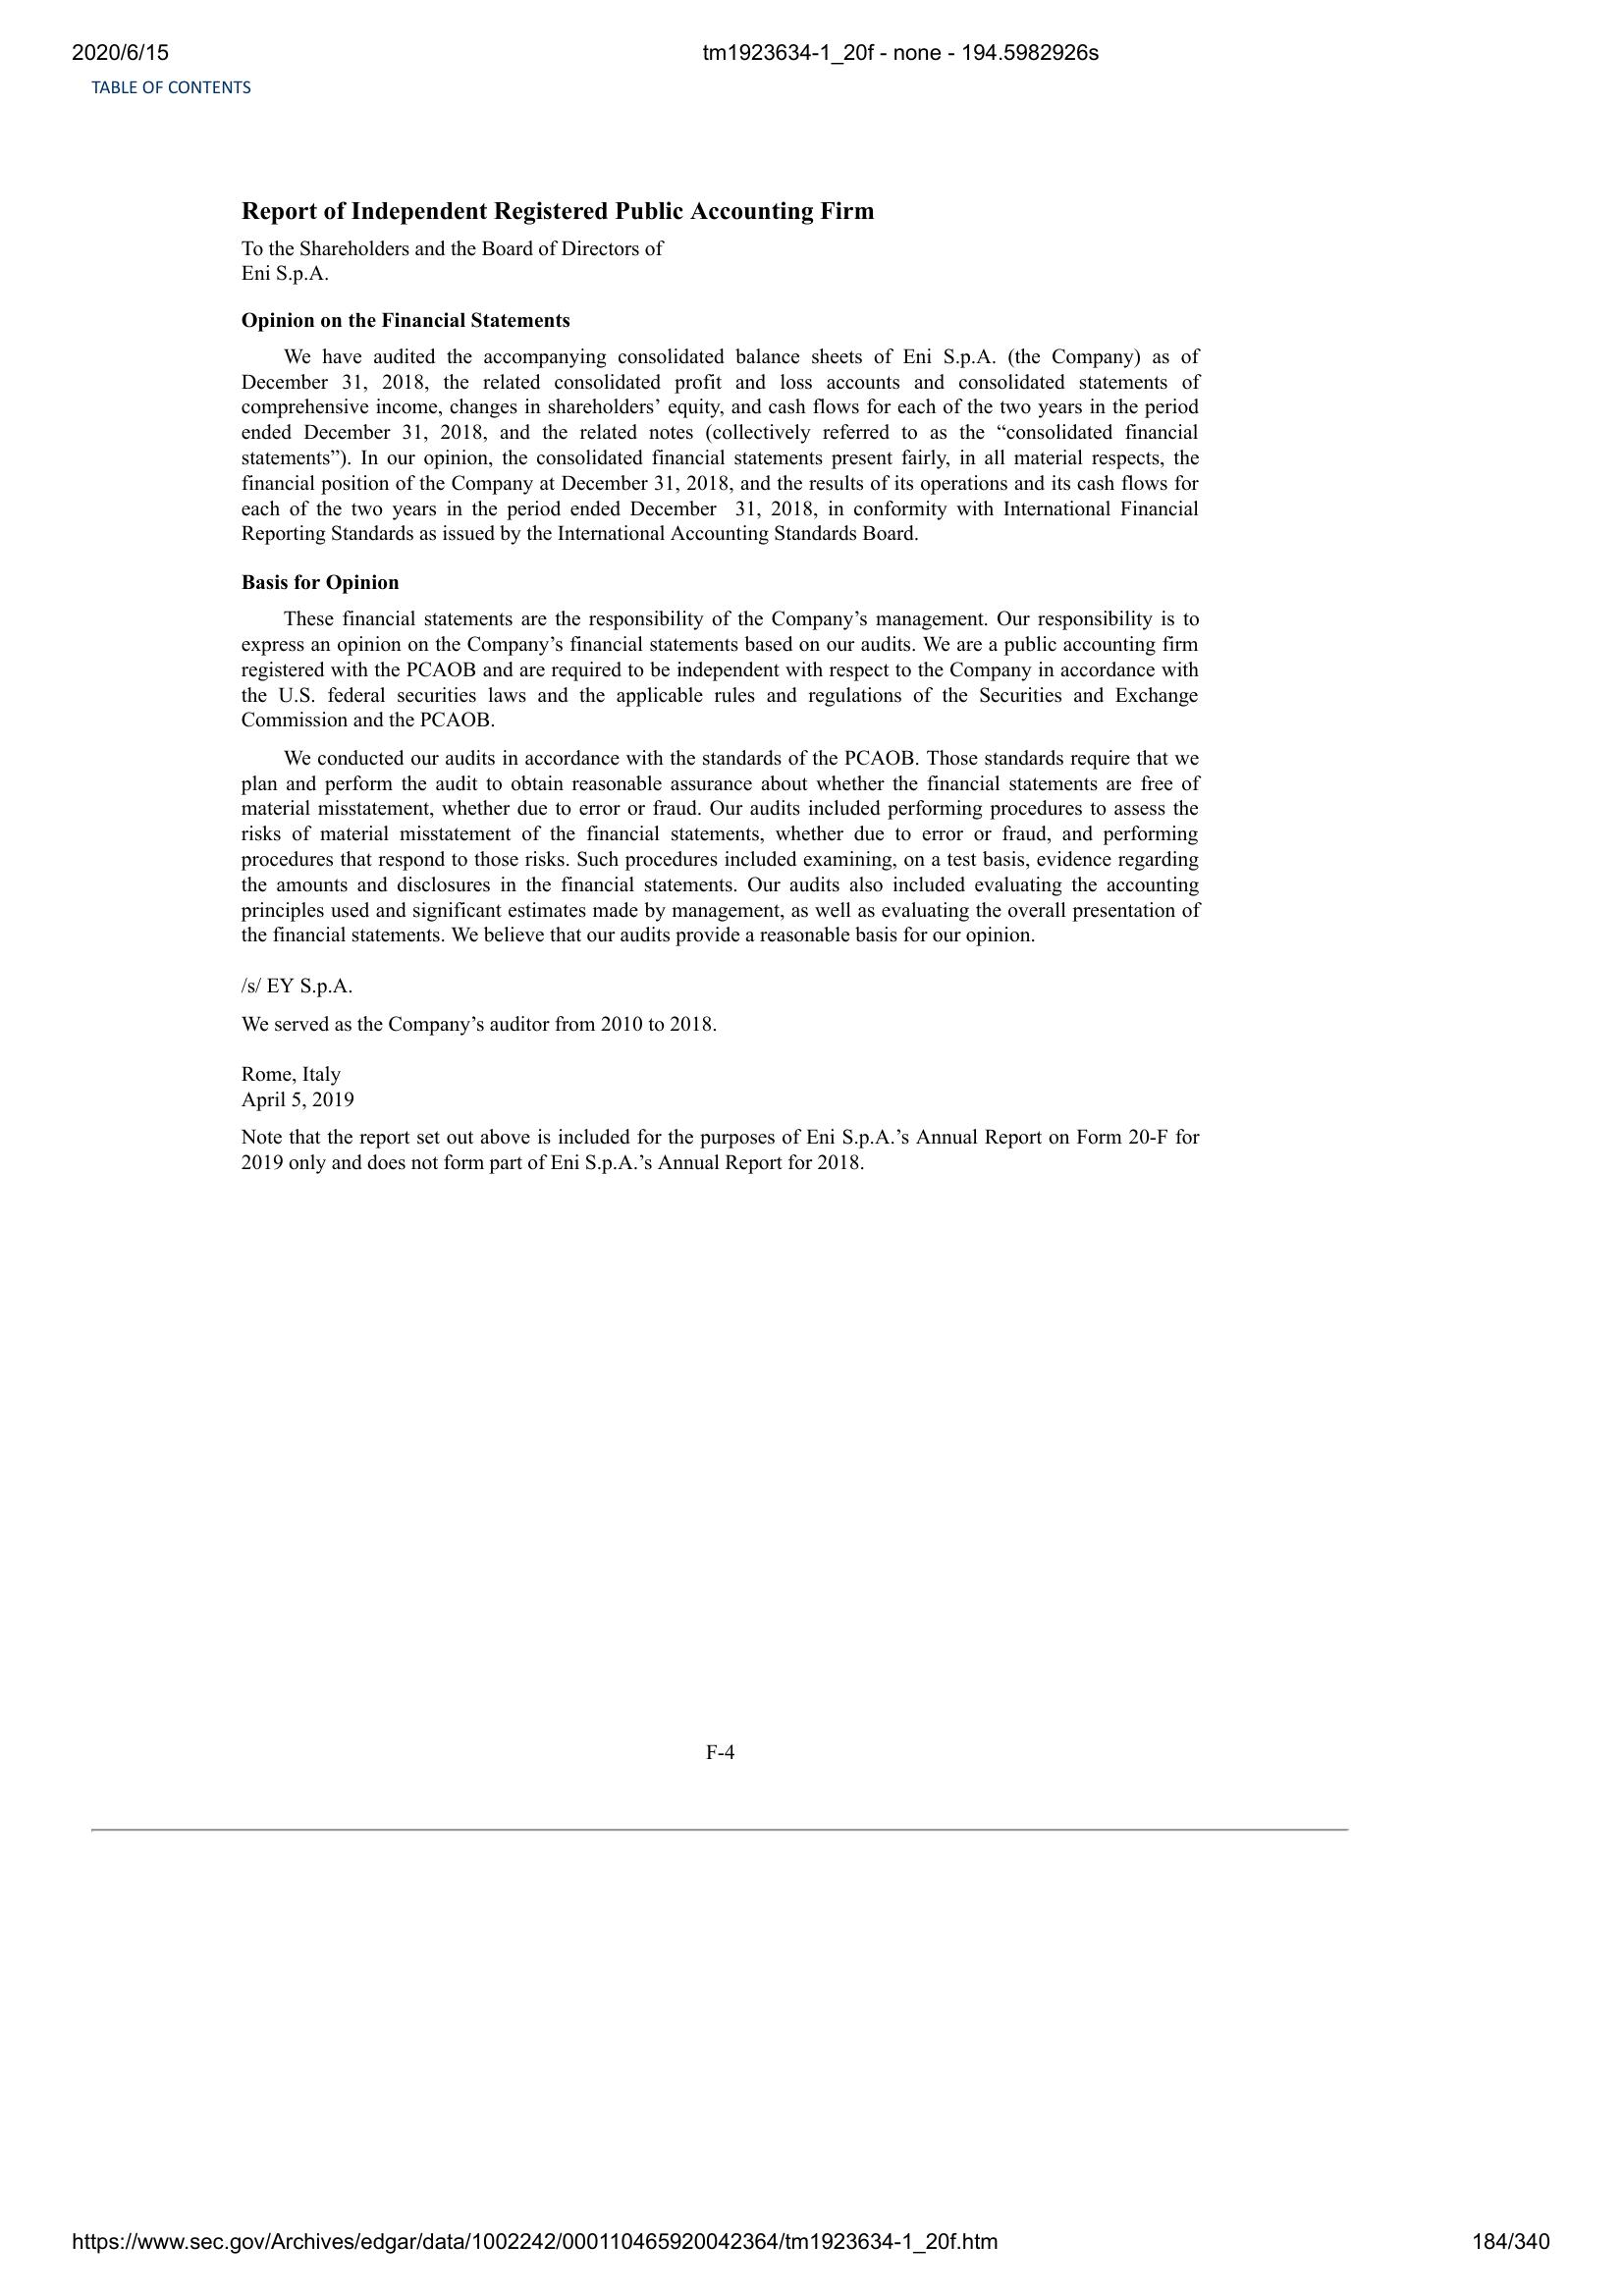 2020/6/15
tm1923634-1_20f - none - 194.5982926s
TABLE OF CONTENTS
Report of Independent Registered Public Accounting Firm
To the Shareholders and the Board of Directors of
Eni S.p.A.
Opinion on the Financial Statements
We have audited the accompanying consolidated balance sheets of Eni S.p.A. (the Company) as of
December 31, 2018, the related consolidated profit and loss accounts and consolidated statements of
comprehensive income, changes in shareholders’ equity, and cash flows for each of the two years in the period
ended December 31, 2018, and the related notes (collectively referred to as the “consolidated financial
statements”). In our opinion, the consolidated financial statements present fairly, in all material respects, the
financial position of the Company at December 31, 2018, and the results of its operations and its cash flows for
each of the two years in the period ended December 31, 2018, in conformity with International Financial
Reporting Standards as issued by the International Accounting Standards Board.
Basis for Opinion
These financial statements are the responsibility of the Company’s management. Our responsibility is to
express an opinion on the Company’s financial statements based on our audits. We are a public accounting firm
registered with the PCAOB and are required to be independent with respect to the Company in accordance with
the U.S. federal securities laws and the applicable rules and regulations of the Securities and Exchange
Commission and the PCAOB.
We conducted our audits in accordance with the standards of the PCAOB. Those standards require that we
plan and perform the audit to obtain reasonable assurance about whether the financial statements are free of
material misstatement, whether due to error or fraud. Our audits included performing procedures to assess the
risks of material misstatement of the financial statements, whether due to error or fraud, and performing
procedures that respond to those risks. Such procedures included examining, on a test basis, evidence regarding
the amounts and disclosures in the financial statements. Our audits also included evaluating the accounting
principles used and significant estimates made by management, as well as evaluating the overall presentation of
the financial statements. We believe that our audits provide a reasonable basis for our opinion.
/s/ EY S.p.A.
We served as the Company’s auditor from 2010 to 2018.
Rome, Italy
April 5, 2019
Note that the report set out above is included for the purposes of Eni S.p.A.’s Annual Report on Form 20-F for
2019 only and does not form part of Eni S.p.A.’s Annual Report for 2018.
F-4
https://www.sec.gov/Archives/edgar/data/1002242/000110465920042364/tm1923634-1_20f.htm
184/340